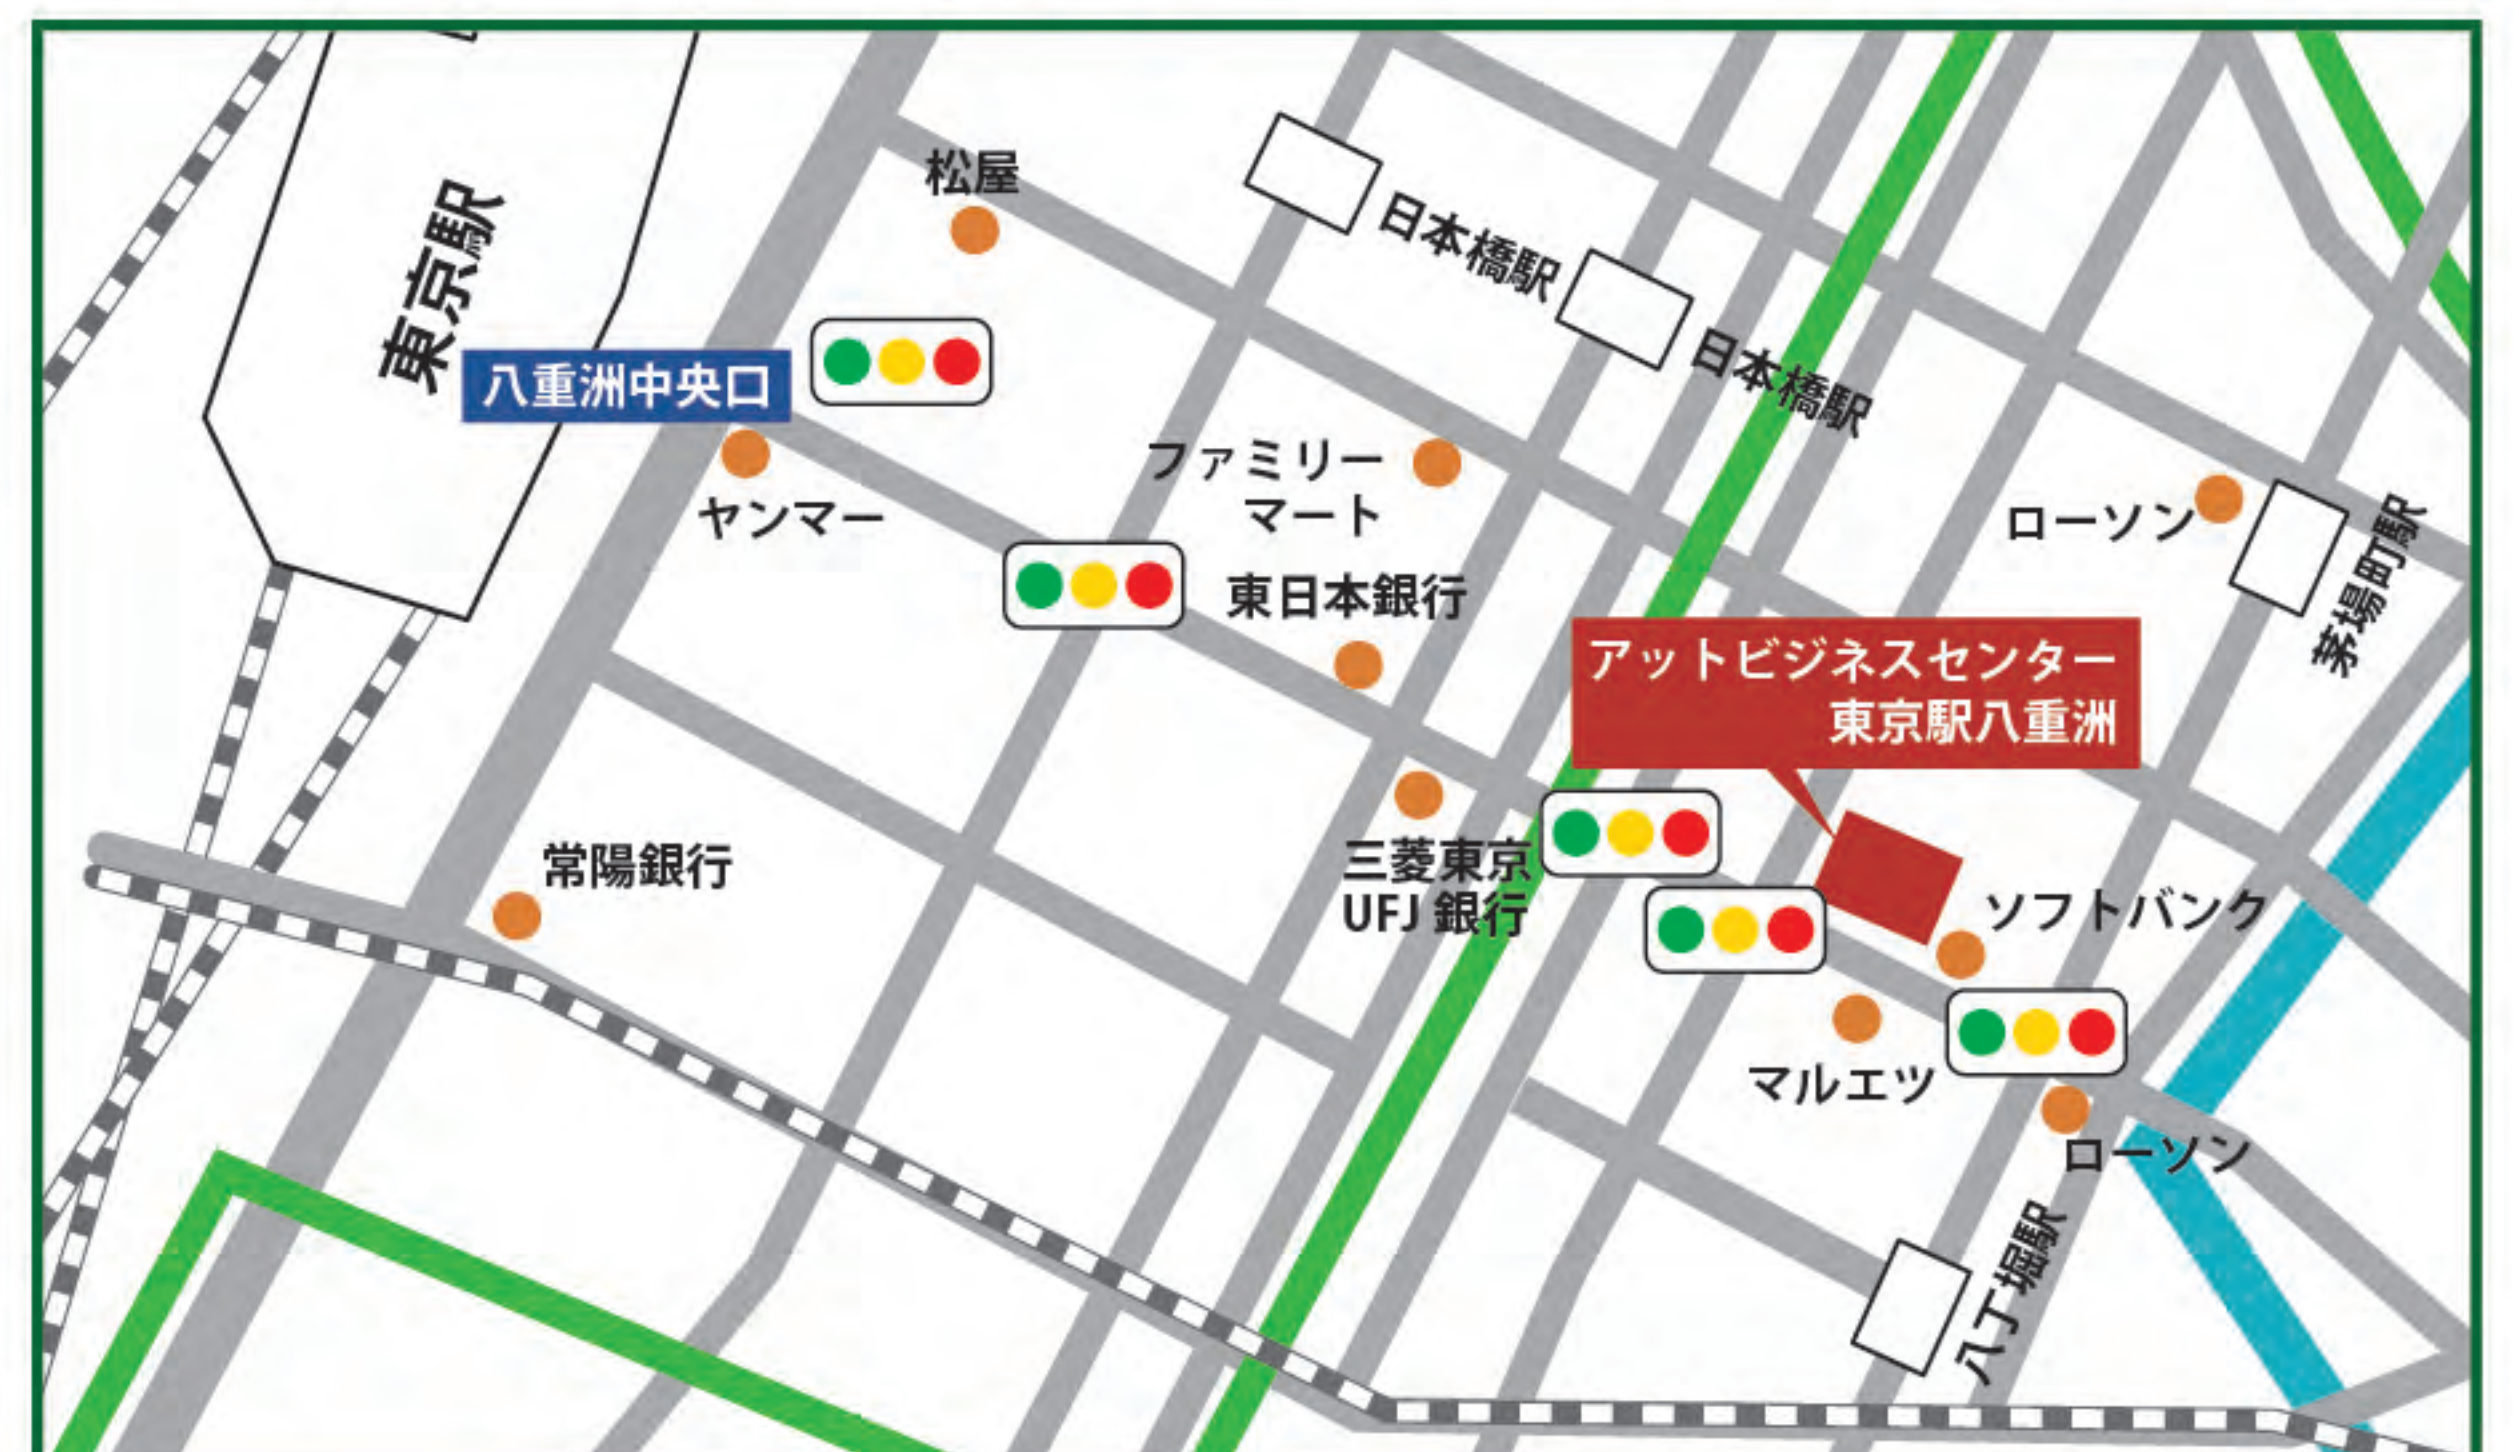 松屋
東京駅
日本橋駅
八重洲中央口
日本橋駅
ファミリー
マート
ヤンマー
ローソン
茅場町駅
東日本銀行
アットビジネスセンター
東京駅八重洲
常陽銀行
三菱東京
UFJ 銀行
ソフトバンク
マルエツ
ローソン
八丁堀駅